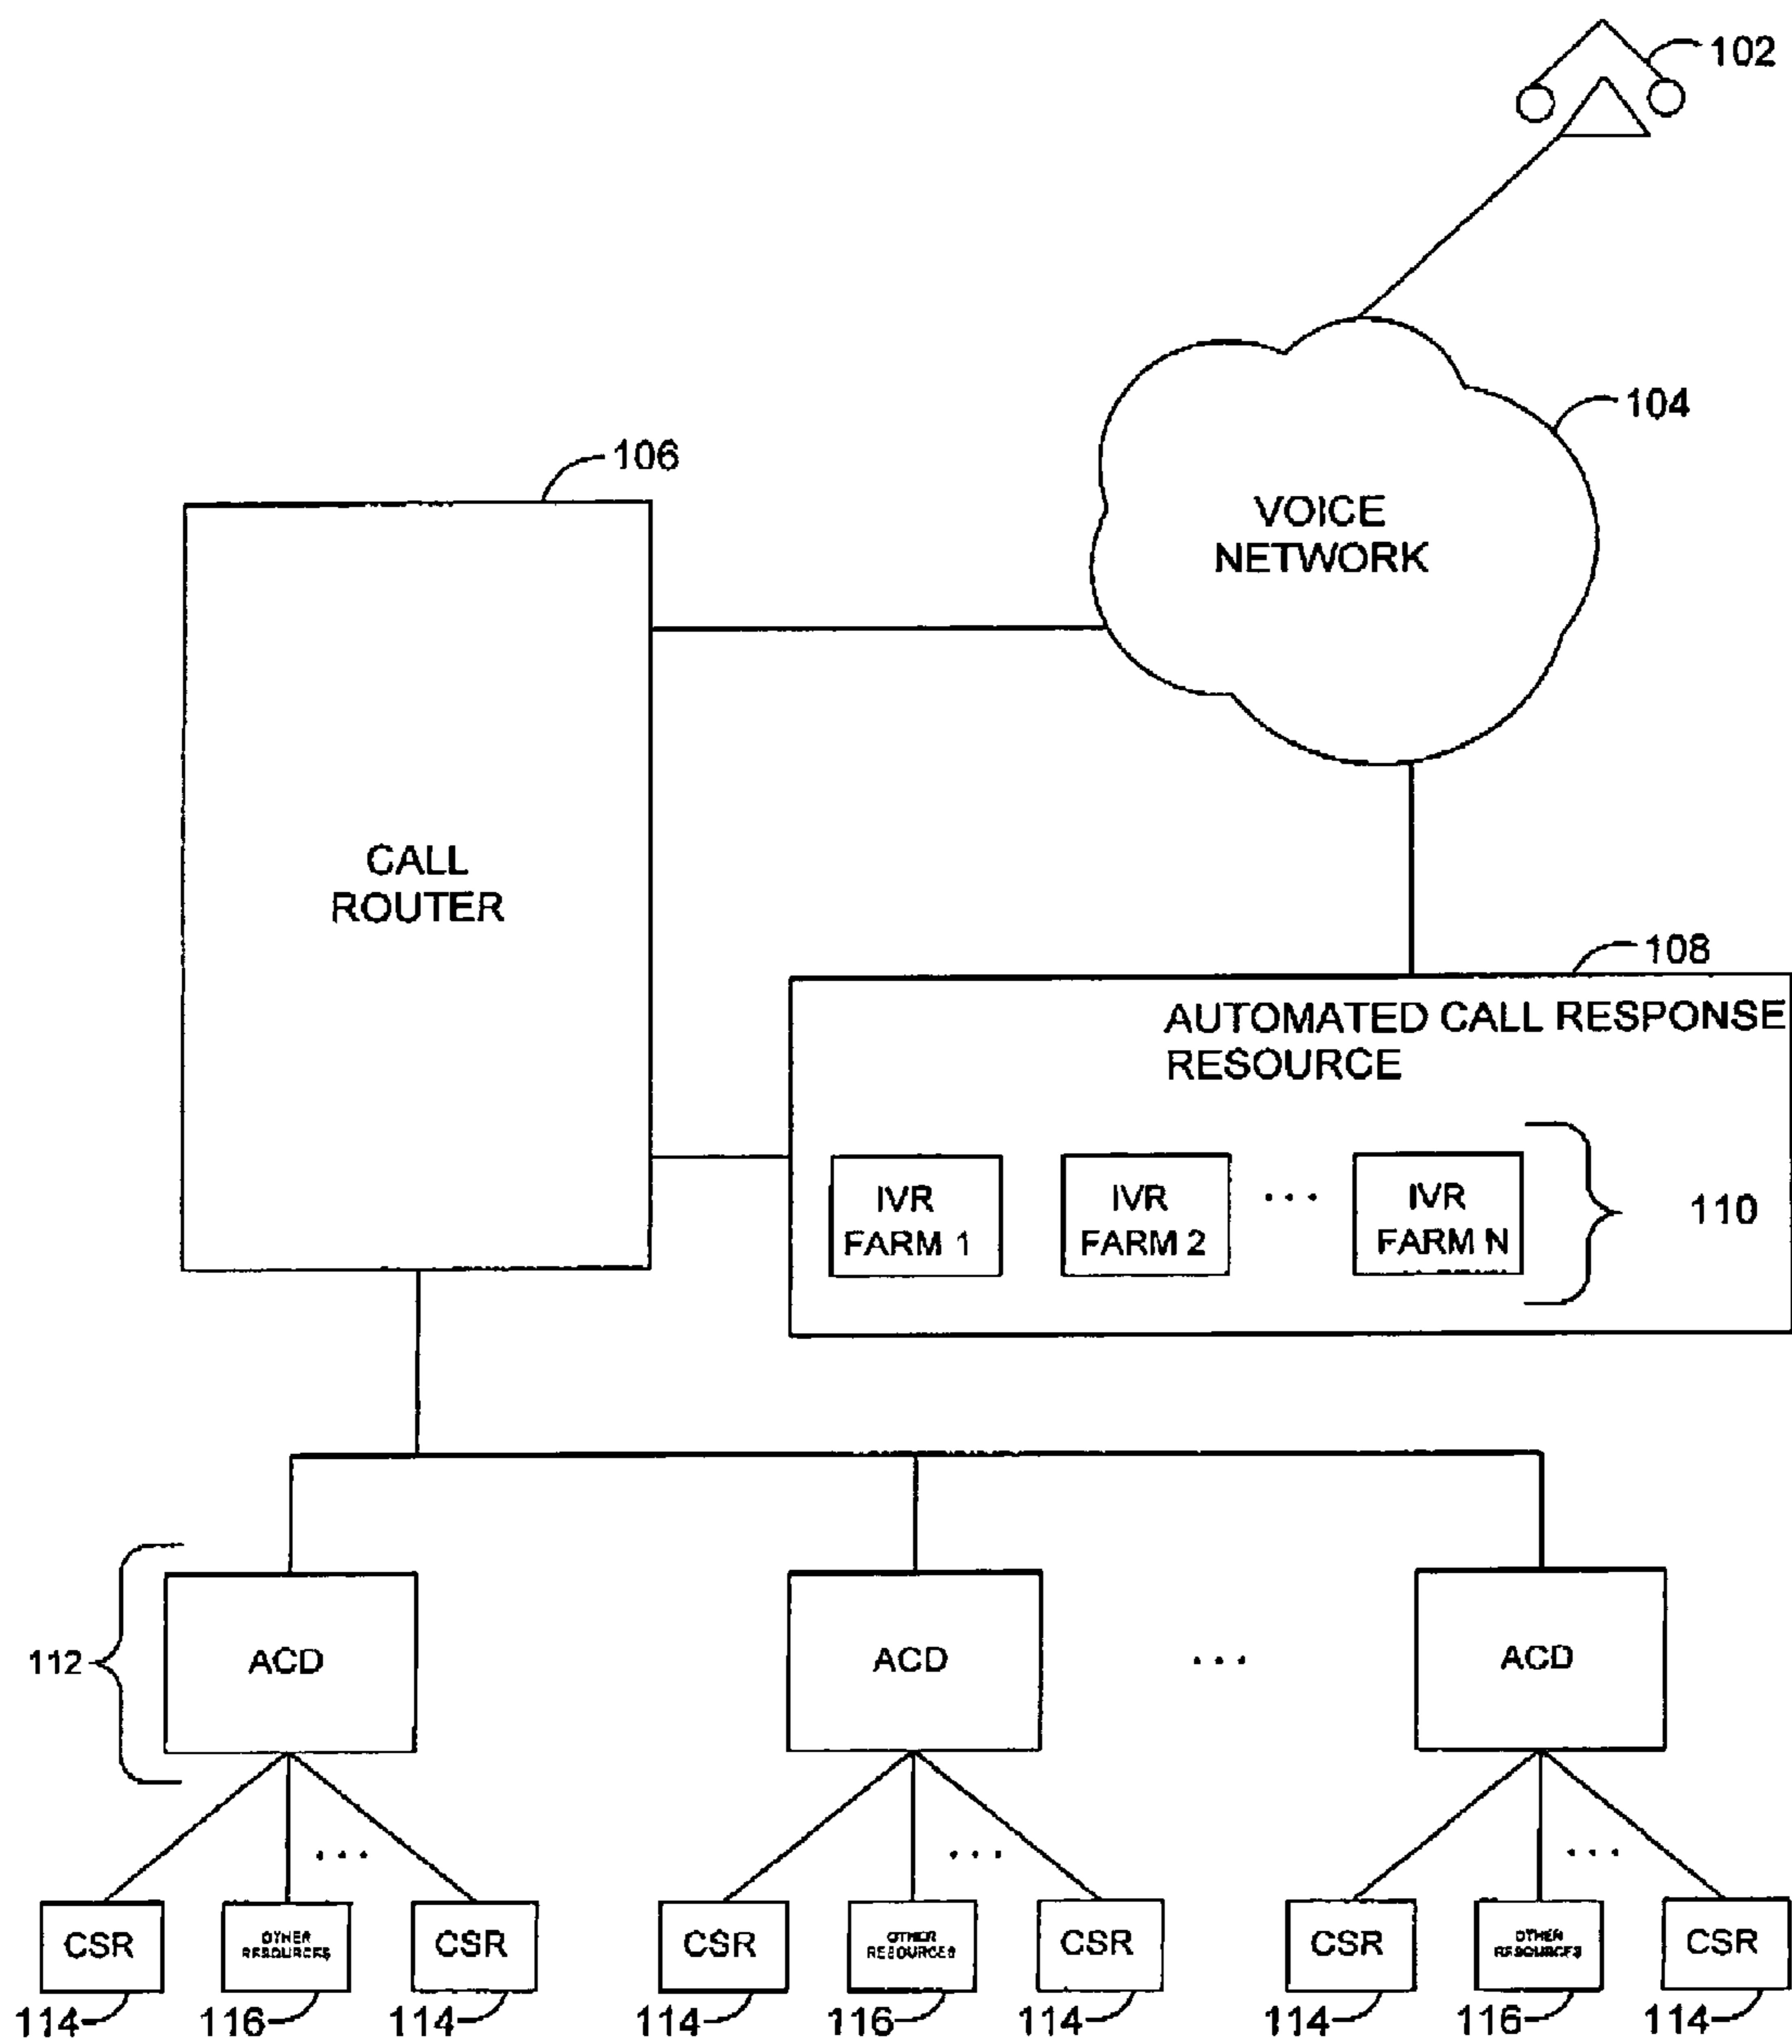 102
104
106
VOICE
NETWORK
CALL
ROUTER
108
AUTOMATED CALL RESPONSE
RESOURCE
IVR
FARM 1
IVR
FARM 2
...
IVR
FARM N
110
112
ACD
ACD
...
ACD
...
...
...
CSR
OTHER
RESOURCES
CSR
CSR
OTHER
RESOURCES
CSR
CSR
OTHER
RESOURCES
CSR
114
116
114
114
116
114
114
116
114